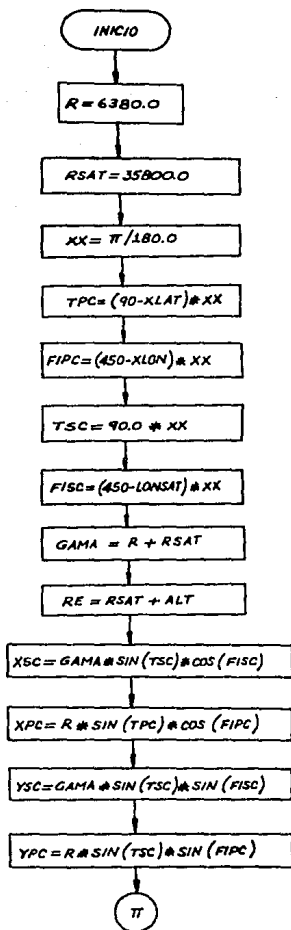 INICIO
R = 6380.0
RSAT = 35800.0
XX = π/180.0
TPC = (90-XLAT) * XX
FIPC = (450-XLON) * XX
TSC = 90.0 * XX
FISC = (450-LONSAT) * XX
GAMA = R + RSAT
RE = RSAT + ALT
XSC = GAMA * SIN (TSC) * COS (FISC)
XPC = R * SIN (TPC) * COS (FIPC)
YSC = GAMA * SIN (TSC) * SIN (FISC)
YPC = R * SIN (TSC) * SIN (FIPC)
π